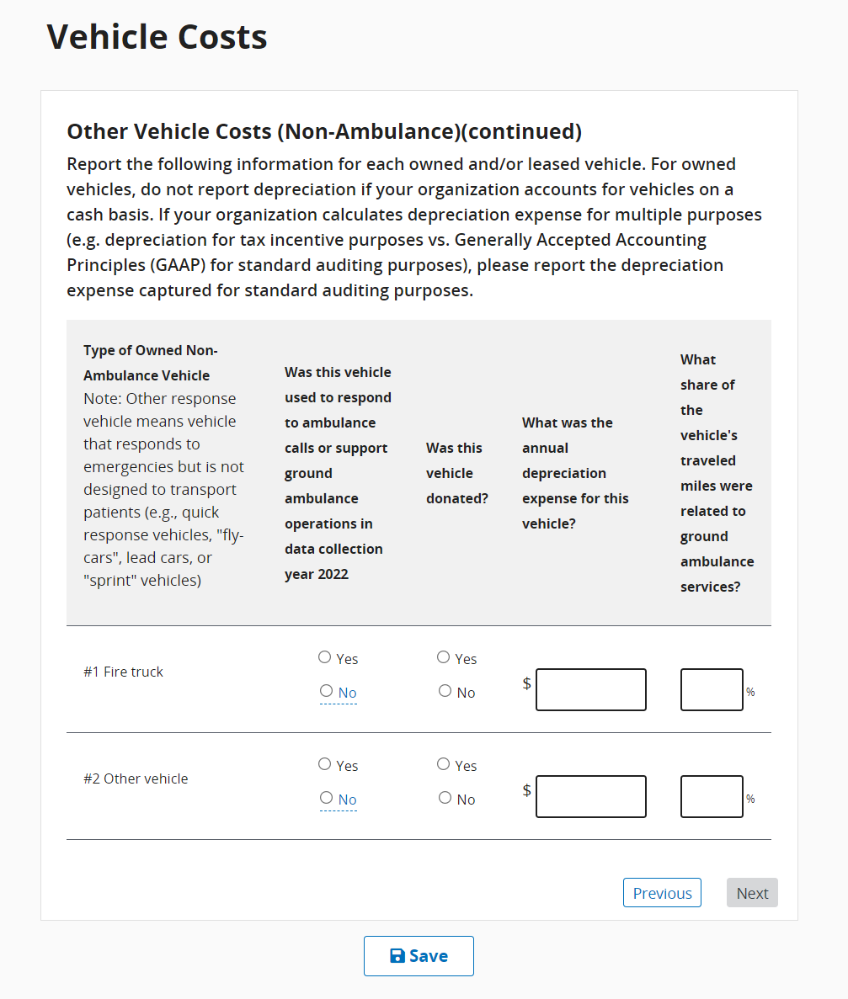 Vehicle Costs
Other Vehicle Costs (Non-Ambulance)(continued)
Report the following information for each owned and/or leased vehicle. For owned
vehicles, do not report depreciation if your organization accounts for vehicles on a
cash basis. If your organization calculates depreciation expense for multiple purposes
(e.g. depreciation for tax incentive purposes vs. Generally Accepted Accounting
Principles (GAAP) for standard auditing purposes), please report the depreciation
expense captured for standard auditing purposes.
Type of Owned Non-
Ambulance Vehicle
Note: Other response
vehicle means vehicle
that responds to
emergencies but is not
designed to transport
patients (e.g., quick
response vehicles, "fly-
cars", lead cars, or
"sprint" vehicles)
Was this vehicle
used to respond
to ambulance
calls or support
ground
ambulance
operations in
data collection
year 2022
Was this
vehicle
donated?
What was the
annual
depreciation
expense for this
vehicle?
What
share of
the
vehicle's
traveled
miles were
related to
ground
ambulance
services?
#1 Fire truck
Yes
No
Yes
No
$
%
#2 Other vehicle
Yes
No
Yes
No
$
%
Previous
Next
Save